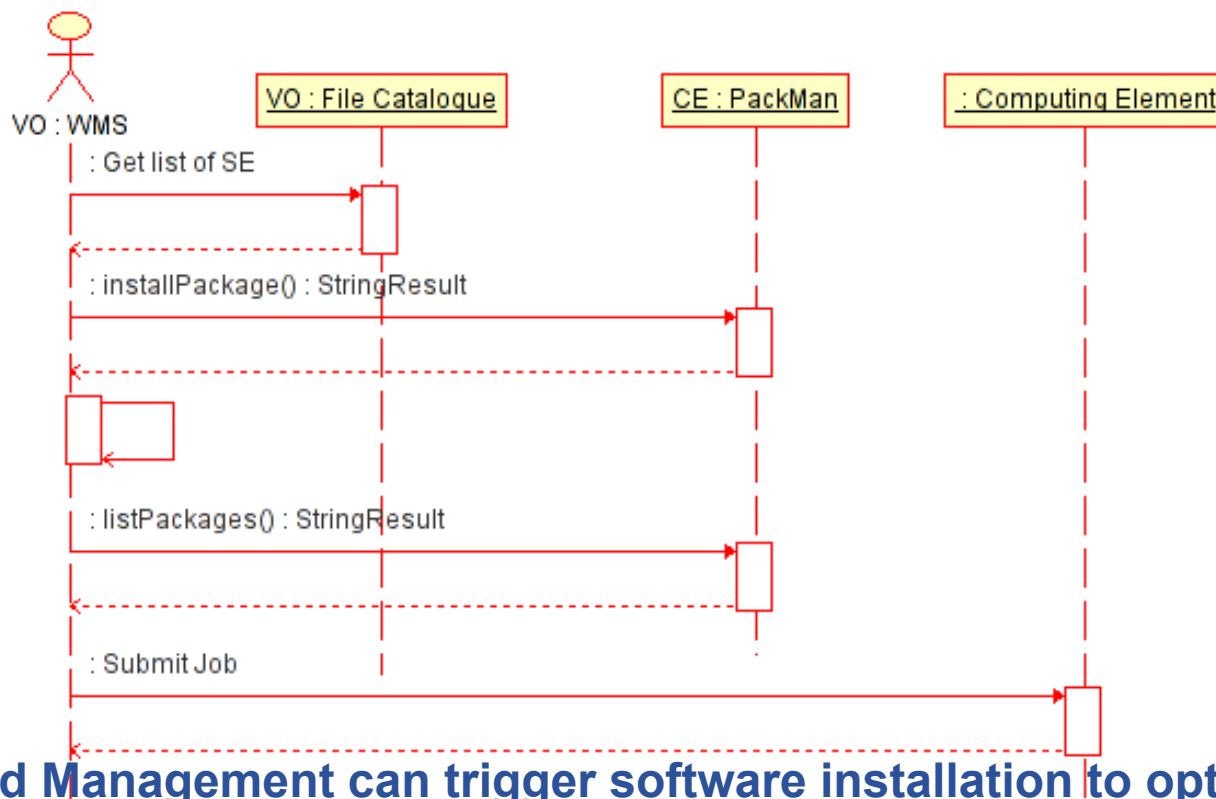 VO : File Catalogue
CE : PackMan
: Computing Element
VO : WMS
: Get list of SE
: installPackage() : StringResult
: listPackages() : StringResult
: Submit Job
d Management can trigger software installation to opt